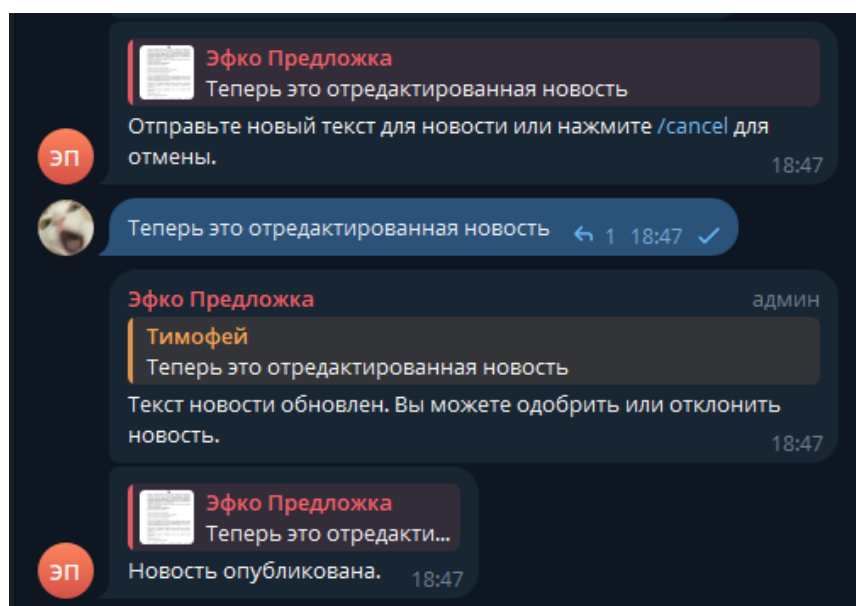 Эфко Предложка
Теперь это отредактированная новость
Отправьте новый текст для новости или нажмите /cancel для
отмены.
18:47
ЭП
Теперь это отредактированная новость 1 18:47
Эфко Предложка админ
Тимофей
Теперь это отредактированная новость
Текст новости обновлен. Вы можете одобрить или отклонить
новость.
18:47
Эфко Предложка
Теперь это отредакти...
Новость опубликована. 18:47
ЭП